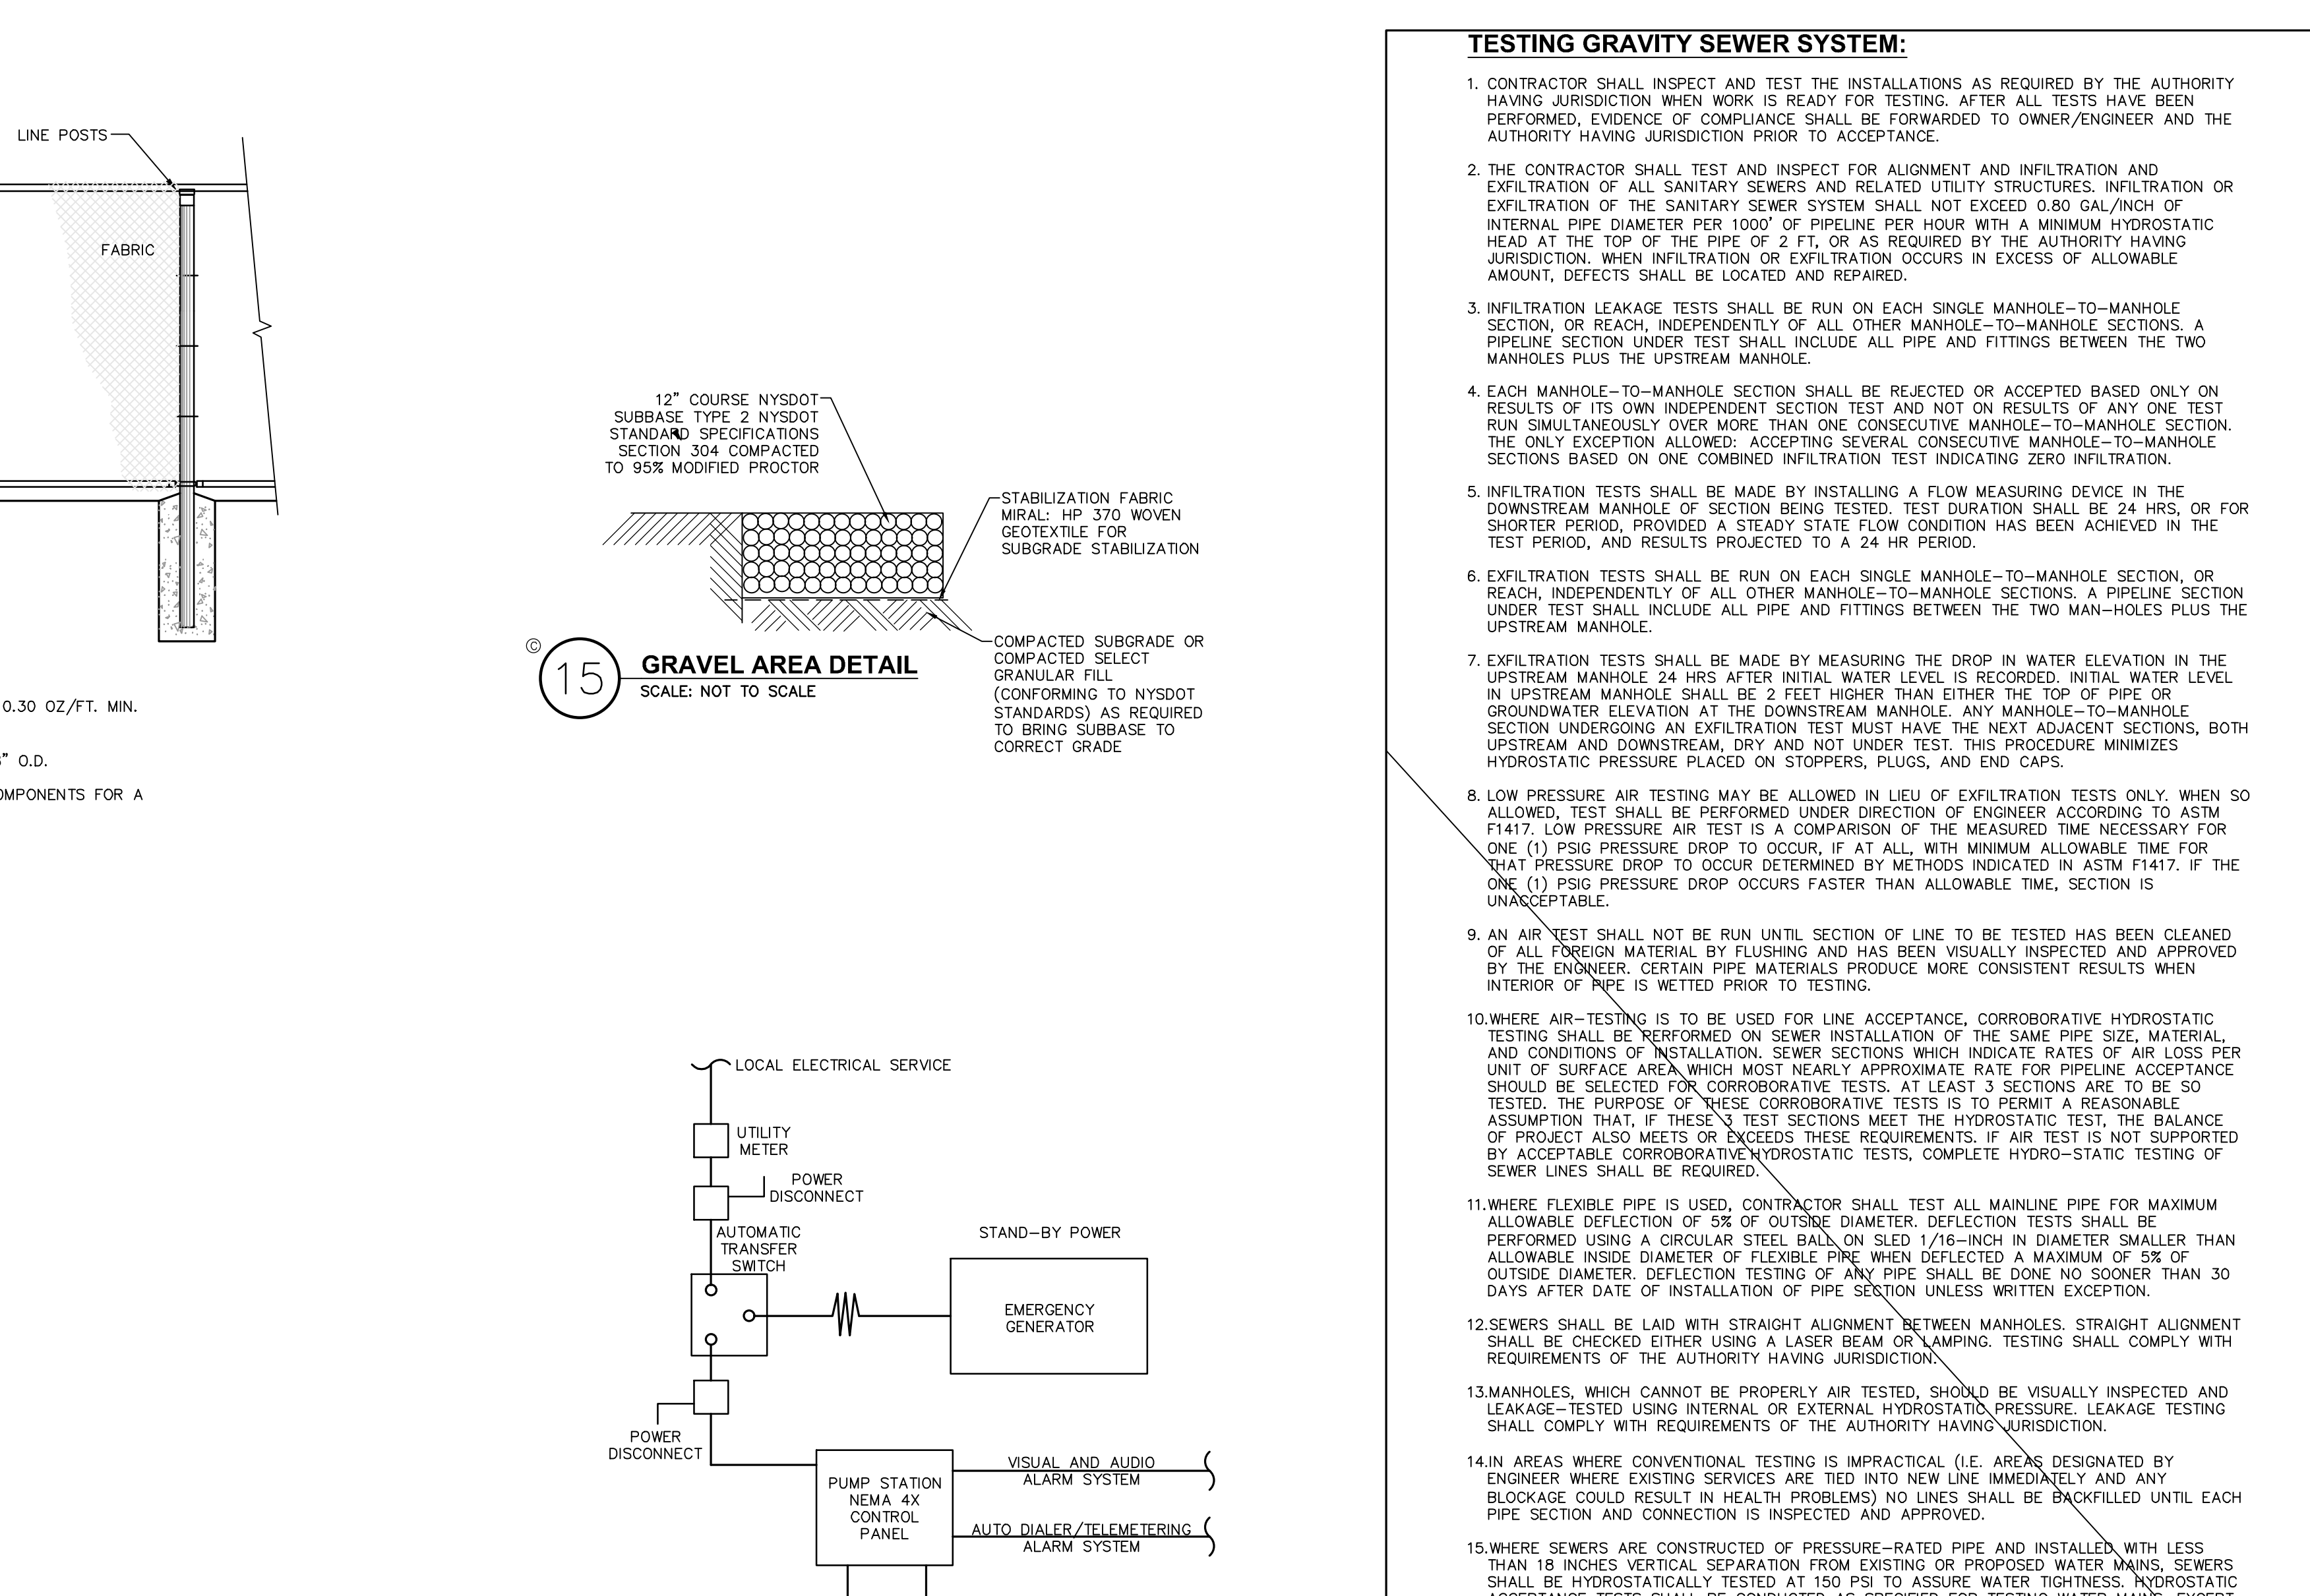 LINE POSTS
FABRIC
0.30 OZ/FT. MIN.
" O.D.
OMPONENTS FOR A
12" COURSE NYSDOT
SUBBASE TYPE 2 NYSDOT
STANDARD SPECIFICATIONS
SECTION 304 COMPACTED
TO 95% MODIFIED PROCTOR
STABILIZATION FABRIC
MIRAL: HP 370 WOVEN
GEOTEXTILE FOR
SUBGRADE STABILIZATION
COMPACTED SUBGRADE OR
COMPACTED SELECT
GRANULAR FILL
(CONFORMING TO NYSDOT
STANDARDS) AS REQUIRED
TO BRING SUBBASE TO
CORRECT GRADE
©
15
GRAVEL AREA DETAIL
SCALE: NOT TO SCALE
LOCAL ELECTRICAL SERVICE
UTILITY
METER
POWER
DISCONNECT
AUTOMATIC
TRANSFER
SWITCH
STAND-BY POWER
EMERGENCY
GENERATOR
POWER
DISCONNECT
PUMP STATION
NEMA 4X
CONTROL
PANEL
VISUAL AND AUDIO
ALARM SYSTEM
AUTO DIALER/TELEMETERING
ALARM SYSTEM
TESTING GRAVITY SEWER SYSTEM:
1. CONTRACTOR SHALL INSPECT AND TEST THE INSTALLATIONS AS REQUIRED BY THE AUTHORITY
HAVING JURISDICTION WHEN WORK IS READY FOR TESTING. AFTER ALL TESTS HAVE BEEN
PERFORMED, EVIDENCE OF COMPLIANCE SHALL BE FORWARDED TO OWNER/ENGINEER AND THE
AUTHORITY HAVING JURISDICTION PRIOR TO ACCEPTANCE.
2. THE CONTRACTOR SHALL TEST AND INSPECT FOR ALIGNMENT AND INFILTRATION AND
EXFILTRATION OF ALL SANITARY SEWERS AND RELATED UTILITY STRUCTURES. INFILTRATION OR
EXFILTRATION OF THE SANITARY SEWER SYSTEM SHALL NOT EXCEED 0.80 GAL/INCH OF
INTERNAL PIPE DIAMETER PER 1000' OF PIPELINE PER HOUR WITH A MINIMUM HYDROSTATIC
HEAD AT THE TOP OF THE PIPE OF 2 FT, OR AS REQUIRED BY THE AUTHORITY HAVING
JURISDICTION. WHEN INFILTRATION OR EXFILTRATION OCCURS IN EXCESS OF ALLOWABLE
AMOUNT, DEFECTS SHALL BE LOCATED AND REPAIRED.
3. INFILTRATION LEAKAGE TESTS SHALL BE RUN ON EACH SINGLE MANHOLE-TO-MANHOLE
SECTION, OR REACH, INDEPENDENTLY OF ALL OTHER MANHOLE-TO-MANHOLE SECTIONS. A
PIPELINE SECTION UNDER TEST SHALL INCLUDE ALL PIPE AND FITTINGS BETWEEN THE TWO
MANHOLES PLUS THE UPSTREAM MANHOLE.
4. EACH MANHOLE-TO-MANHOLE SECTION SHALL BE REJECTED OR ACCEPTED BASED ONLY ON
RESULTS OF ITS OWN INDEPENDENT SECTION TEST AND NOT ON RESULTS OF ANY ONE TEST
RUN SIMULTANEOUSLY OVER MORE THAN ONE CONSECUTIVE MANHOLE-TO-MANHOLE SECTION.
THE ONLY EXCEPTION ALLOWED: ACCEPTING SEVERAL CONSECUTIVE MANHOLE-TO-MANHOLE
SECTIONS BASED ON ONE COMBINED INFILTRATION TEST INDICATING ZERO INFILTRATION.
5. INFILTRATION TESTS SHALL BE MADE BY INSTALLING A FLOW MEASURING DEVICE IN THE
DOWNSTREAM MANHOLE OF SECTION BEING TESTED. TEST DURATION SHALL BE 24 HRS, OR FOR
SHORTER PERIOD, PROVIDED A STEADY STATE FLOW CONDITION HAS BEEN ACHIEVED IN THE
TEST PERIOD, AND RESULTS PROJECTED TO A 24 HR PERIOD.
6. EXFILTRATION TESTS SHALL BE RUN ON EACH SINGLE MANHOLE-TO-MANHOLE SECTION, OR
REACH, INDEPENDENTLY OF ALL OTHER MANHOLE-TO-MANHOLE SECTIONS. A PIPELINE SECTION
UNDER TEST SHALL INCLUDE ALL PIPE AND FITTINGS BETWEEN THE TWO MAN-HOLES PLUS THE
UPSTREAM MANHOLE.
7. EXFILTRATION TESTS SHALL BE MADE BY MEASURING THE DROP IN WATER ELEVATION IN THE
UPSTREAM MANHOLE 24 HRS AFTER INITIAL WATER LEVEL IS RECORDED. INITIAL WATER LEVEL
IN UPSTREAM MANHOLE SHALL BE 2 FEET HIGHER THAN EITHER THE TOP OF PIPE OR
GROUNDWATER ELEVATION AT THE DOWNSTREAM MANHOLE. ANY MANHOLE-TO-MANHOLE
SECTION UNDERGOING AN EXFILTRATION TEST MUST HAVE THE NEXT ADJACENT SECTIONS, BOTH
UPSTREAM AND DOWNSTREAM, DRY AND NOT UNDER TEST. THIS PROCEDURE MINIMIZES
HYDROSTATIC PRESSURE PLACED ON STOPPERS, PLUGS, AND END CAPS.
8. LOW PRESSURE AIR TESTING MAY BE ALLOWED IN LIEU OF EXFILTRATION TESTS ONLY. WHEN SO
ALLOWED, TEST SHALL BE PERFORMED UNDER DIRECTION OF ENGINEER ACCORDING TO ASTM
F1417. LOW PRESSURE AIR TEST IS A COMPARISON OF THE MEASURED TIME NECESSARY FOR
ONE (1) PSIG PRESSURE DROP TO OCCUR, IF AT ALL, WITH MINIMUM ALLOWABLE TIME FOR
THAT PRESSURE DROP TO OCCUR DETERMINED BY METHODS INDICATED IN ASTM F1417. IF THE
ONE (1) PSIG PRESSURE DROP OCCURS FASTER THAN ALLOWABLE TIME, SECTION IS
UNACCEPTABLE.
9. AN AIR TEST SHALL NOT BE RUN UNTIL SECTION OF LINE TO BE TESTED HAS BEEN CLEANED
OF ALL FOREIGN MATERIAL BY FLUSHING AND HAS BEEN VISUALLY INSPECTED AND APPROVED
BY THE ENGINEER. CERTAIN PIPE MATERIALS PRODUCE MORE CONSISTENT RESULTS WHEN
INTERIOR OF PIPE IS WETTED PRIOR TO TESTING.
10.WHERE AIR-TESTING IS TO BE USED FOR LINE ACCEPTANCE, CORROBORATIVE HYDROSTATIC
TESTING SHALL BE PERFORMED ON SEWER INSTALLATION OF THE SAME PIPE SIZE, MATERIAL,
AND CONDITIONS OF INSTALLATION. SEWER SECTIONS WHICH INDICATE RATES OF AIR LOSS PER
UNIT OF SURFACE AREA WHICH MOST NEARLY APPROXIMATE RATE FOR PIPELINE ACCEPTANCE
SHOULD BE SELECTED FOR CORROBORATIVE TESTS. AT LEAST 3 SECTIONS ARE TO BE SO
TESTED. THE PURPOSE OF THESE CORROBORATIVE TESTS IS TO PERMIT A REASONABLE
ASSUMPTION THAT, IF THESE 3 TEST SECTIONS MEET THE HYDROSTATIC TEST, THE BALANCE
OF PROJECT ALSO MEETS OR EXCEEDS THESE REQUIREMENTS. IF AIR TEST IS NOT SUPPORTED
BY ACCEPTABLE CORROBORATIVE HYDROSTATIC TESTS, COMPLETE HYDRO-STATIC TESTING OF
SEWER LINES SHALL BE REQUIRED.
11.WHERE FLEXIBLE PIPE IS USED, CONTRACTOR SHALL TEST ALL MAINLINE PIPE FOR MAXIMUM
ALLOWABLE DEFLECTION OF 5% OF OUTSIDE DIAMETER. DEFLECTION TESTS SHALL BE
PERFORMED USING A CIRCULAR STEEL BALL ON SLED 1/16-INCH IN DIAMETER SMALLER THAN
ALLOWABLE INSIDE DIAMETER OF FLEXIBLE PIPE WHEN DEFLECTED A MAXIMUM OF 5% OF
OUTSIDE DIAMETER. DEFLECTION TESTING OF ANY PIPE SHALL BE DONE NO SOONER THAN 30
DAYS AFTER DATE OF INSTALLATION OF PIPE SECTION UNLESS WRITTEN EXCEPTION.
12.SEWERS SHALL BE LAID WITH STRAIGHT ALIGNMENT BETWEEN MANHOLES. STRAIGHT ALIGNMENT
SHALL BE CHECKED EITHER USING A LASER BEAM OR LAMPING. TESTING SHALL COMPLY WITH
REQUIREMENTS OF THE AUTHORITY HAVING JURISDICTION.
13.MANHOLES, WHICH CANNOT BE PROPERLY AIR TESTED, SHOULD BE VISUALLY INSPECTED AND
LEAKAGE-TESTED USING INTERNAL OR EXTERNAL HYDROSTATIC PRESSURE. LEAKAGE TESTING
SHALL COMPLY WITH REQUIREMENTS OF THE AUTHORITY HAVING JURISDICTION.
14.IN AREAS WHERE CONVENTIONAL TESTING IS IMPRACTICAL (I.E. AREAS DESIGNATED BY
ENGINEER WHERE EXISTING SERVICES ARE TIED INTO NEW LINE IMMEDIATELY AND ANY
BLOCKAGE COULD RESULT IN HEALTH PROBLEMS) NO LINES SHALL BE BACKFILLED UNTIL EACH
PIPE SECTION AND CONNECTION IS INSPECTED AND APPROVED.
15.WHERE SEWERS ARE CONSTRUCTED OF PRESSURE-RATED PIPE AND INSTALLED WITH LESS
THAN 18 INCHES VERTICAL SEPARATION FROM EXISTING OR PROPOSED WATER MAINS, SEWERS
SHALL BE HYDROSTATICALLY TESTED AT 150 PSI TO ASSURE WATER TIGHTNESS. HYDROSTATIC
ACCEPTANCE TESTS SHALL BE CONDUCTED AS SPECIFIED FOR TESTING WATER MAINS, EXCEPT